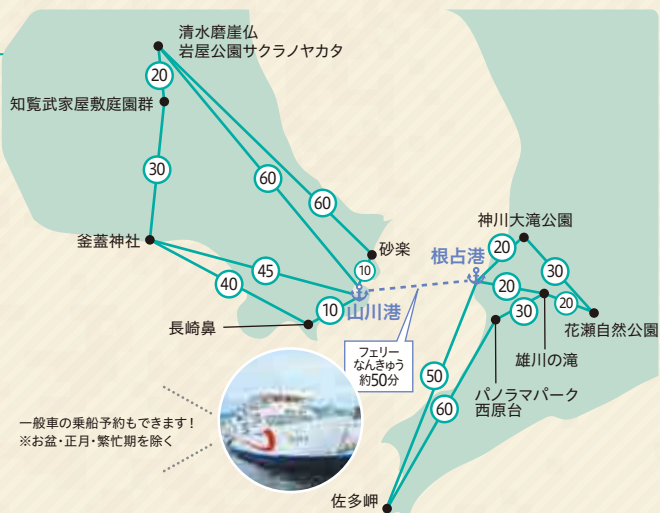 清水磨崖仏
岩屋公園サクラノヤカタ
20
知覧武家屋敷庭園群
30
60
60
釜蓋神社
砂楽
10
45
40
山川港
10
長崎鼻
神川大滝公園
根占港
20
30
20
20
30
花瀬自然公園
雄川の滝
パノラマパーク
西原台
フェリー
なんきゅう
約50分
50
60
佐多岬
一般車の乗船予約もできます!
※お盆・正月・繁忙期を除く